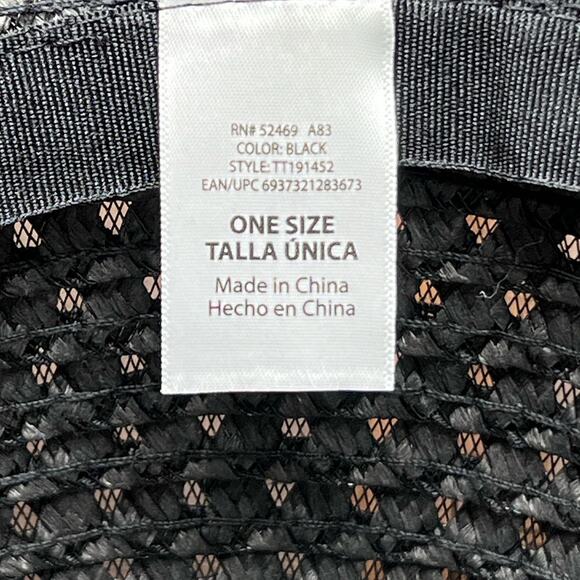 RN# 52469 A83
COLOR: BLACK
STYLE: TT191452
EAN/UPC 6937321283673
ONE SIZE
TALLA ÚNICA
Made in China
Hecho en China